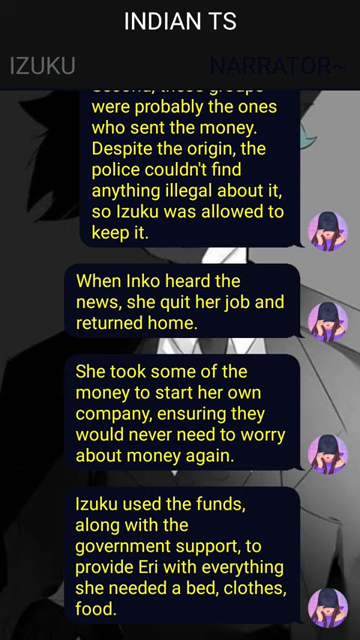 INDIAN TS
IZUKU
NARRATOR~
Second, these groups
were probably the ones
who sent the money.
Despite the origin, the
police couldn't find
anything illegal about it,
so Izuku was allowed to
keep it.
When Inko heard the
news, she quit her job and
returned home.
She took some of the
money to start her own
company, ensuring they
would never need to worry
about money again.
Izuku used the funds,
along with the
government support, to
provide Eri with everything
she needed a bed, clothes,
food.